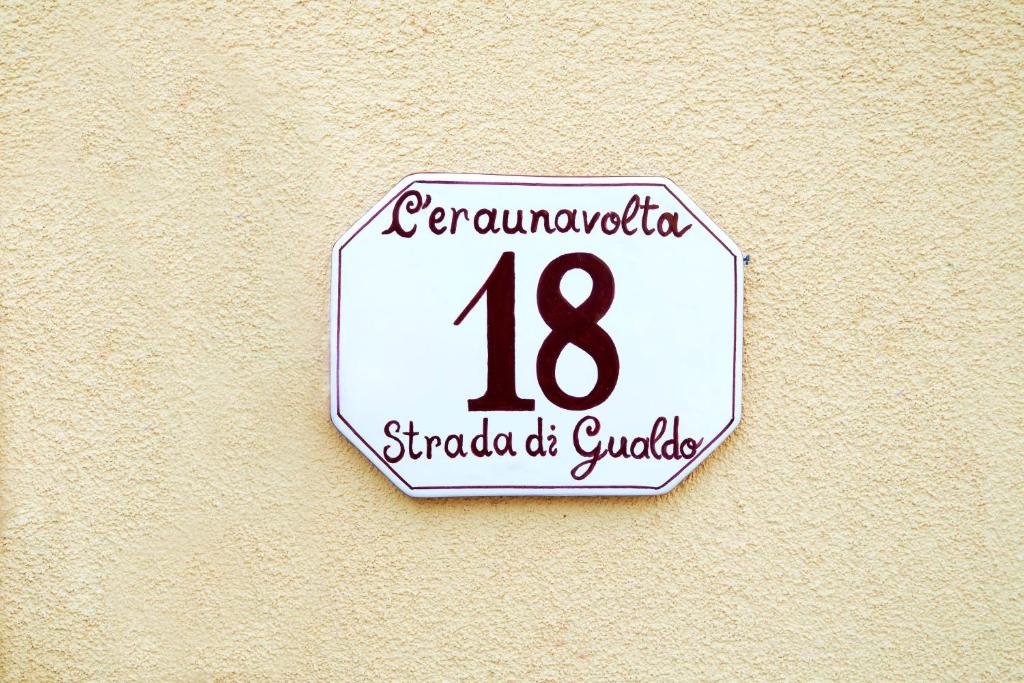 C'eraunavolta
18
Strada di Gualdo